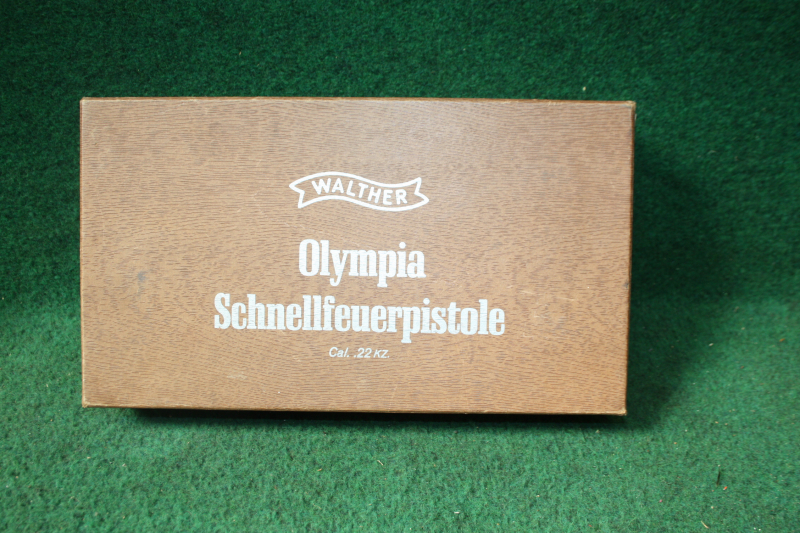 WALTHER
Olympia
Schnellfeuerpistole
Cal. .22 KZ.